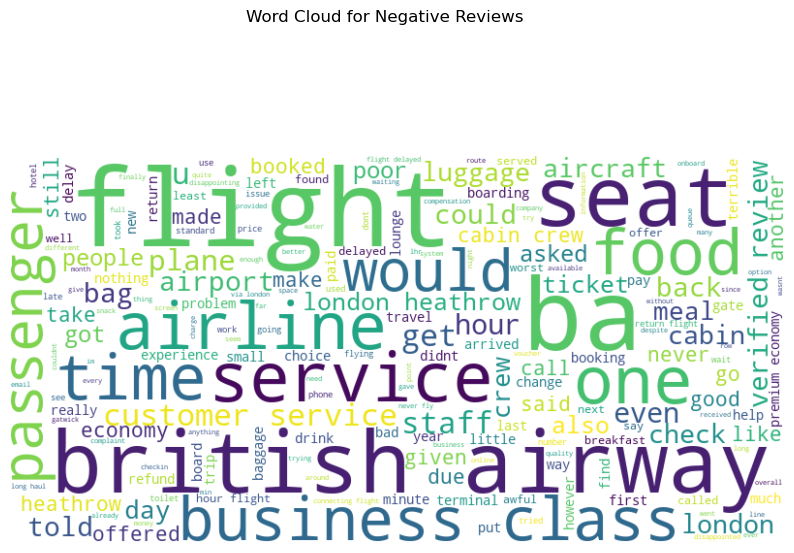 Word Cloud for Negative Reviews
flight
seat
ba
food
british airway
business class
service
airline
time
one
would
passenger
customer service
staff
crew
hour
get
bag
plane
airport
people
luggage
aircraft
could
cabin crew
booked
poor
u
still
delay
two
well
made
return
new
left
least
found
issue
use
quite
disappointing
finally
hotel
full
took
standard
provided
price
lounge
boarding
served
route
flight delayed
waiting
onboard
terrible
another
verified review
information
queue
many
offer
asked
worst
available
ticket
pay
back
meal
gate
cabin
return flight
despite
without
since
option
wasnt
premium economy
never
go
good
wait
call
change
booking
voucher
said
also
even
say
help
received
check
like
next
last
year
little
given
due
bad
drink
board
baggage
trip
refund
economy
really
see
email
every
im
phone
need
experience
small
choice
flying
didnt
arrived
travel
london heathrow
make
paid
used
delayed
compensation
company
try
dont
water
better
enough
night
system
space
far
via london
going
work
charge
seem
problem
screen
thing
snack
nothing
month
give
late
different
take
got
couldnt
point
gave
never fly
business
trying
around
anything
complaint
gatwick
checkin
long haul
heathrow
told
offered
day
toilet
already
money
min
hour flight
connecting flight
minute
terminal
awful
put
tried
called
first
however
find
way
breakfast
quality
number
online
london
much
overall
long
line
ever
went
disappointed